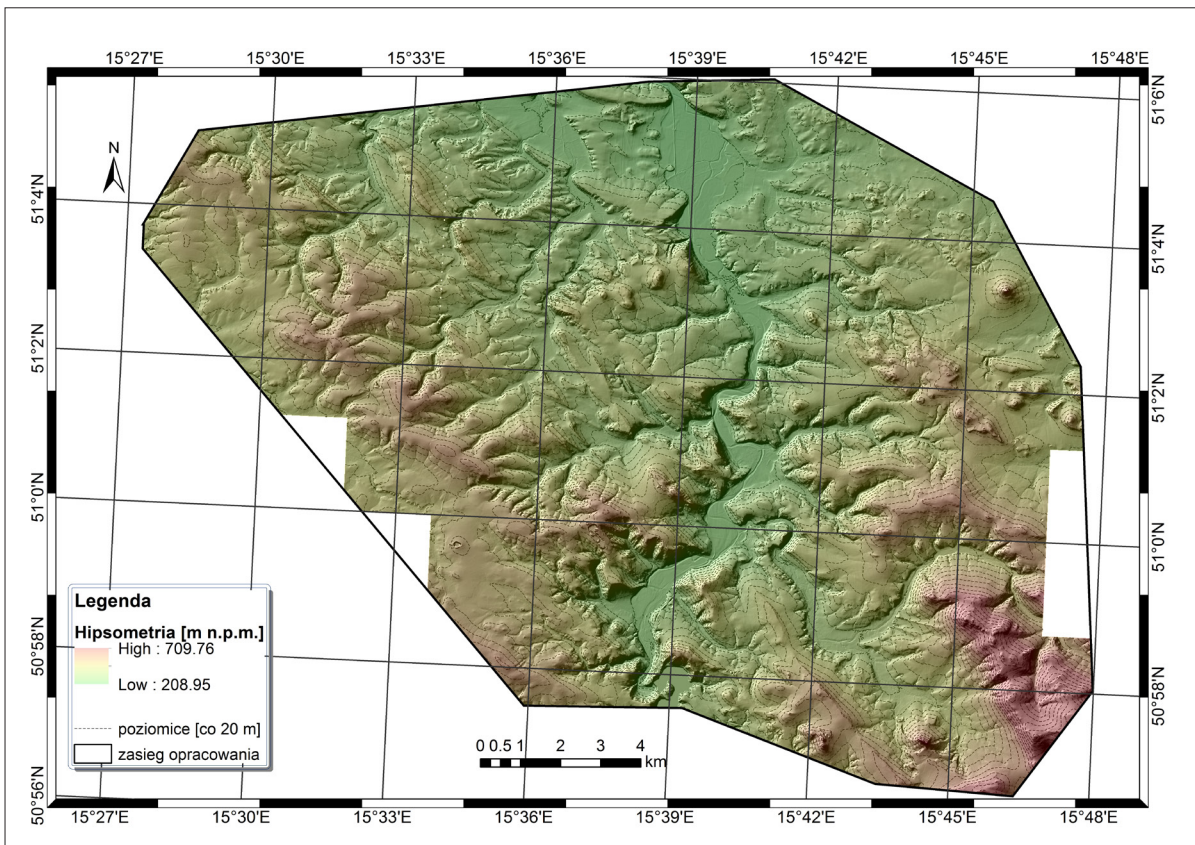 15°27'E 15°30'E 15°33'E 15°36'E 15°39'E 15°42'E 15°45'E 15°48'E
51°6'N
N
51°4'N
51°4'N
51°2'N
51°2'N
51°0'N
51°0'N
50°58'N
50°58'N
50°56'N
Legenda
Hipsometria [m n.p.m.]
High : 709.76
Low : 208.95
poziomice [co 20 m]
zasieg opracowania
0 0.5 1 2 3 4
km
15°27'E 15°30'E 15°33'E 15°36'E 15°39'E 15°42'E 15°45'E 15°48'E